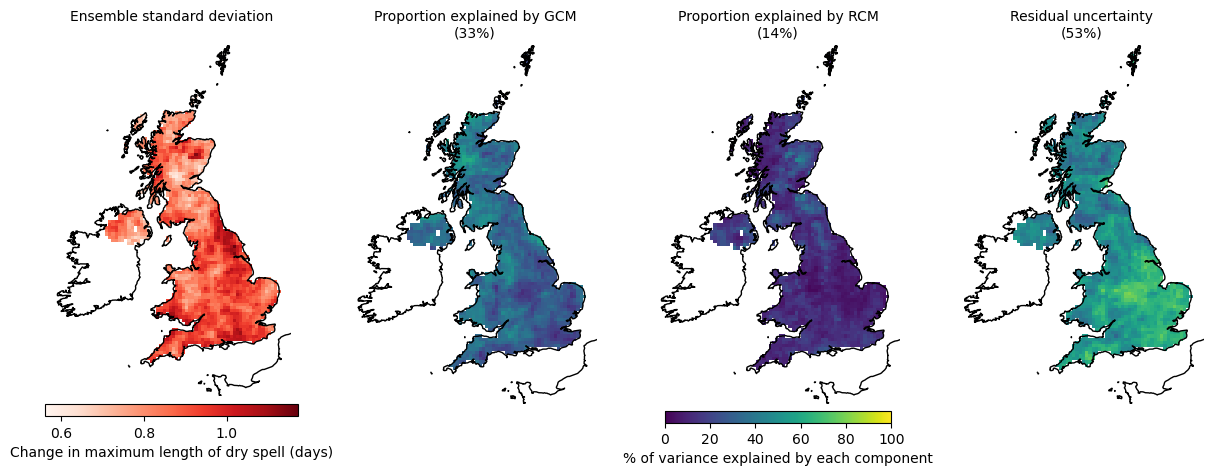 Ensemble standard deviation
Proportion explained by GCM
(33%)
Proportion explained by RCM
(14%)
Residual uncertainty
(53%)
0.6 0.8 1.0
Change in maximum length of dry spell (days)
0 20 40 60 80 100
% of variance explained by each component